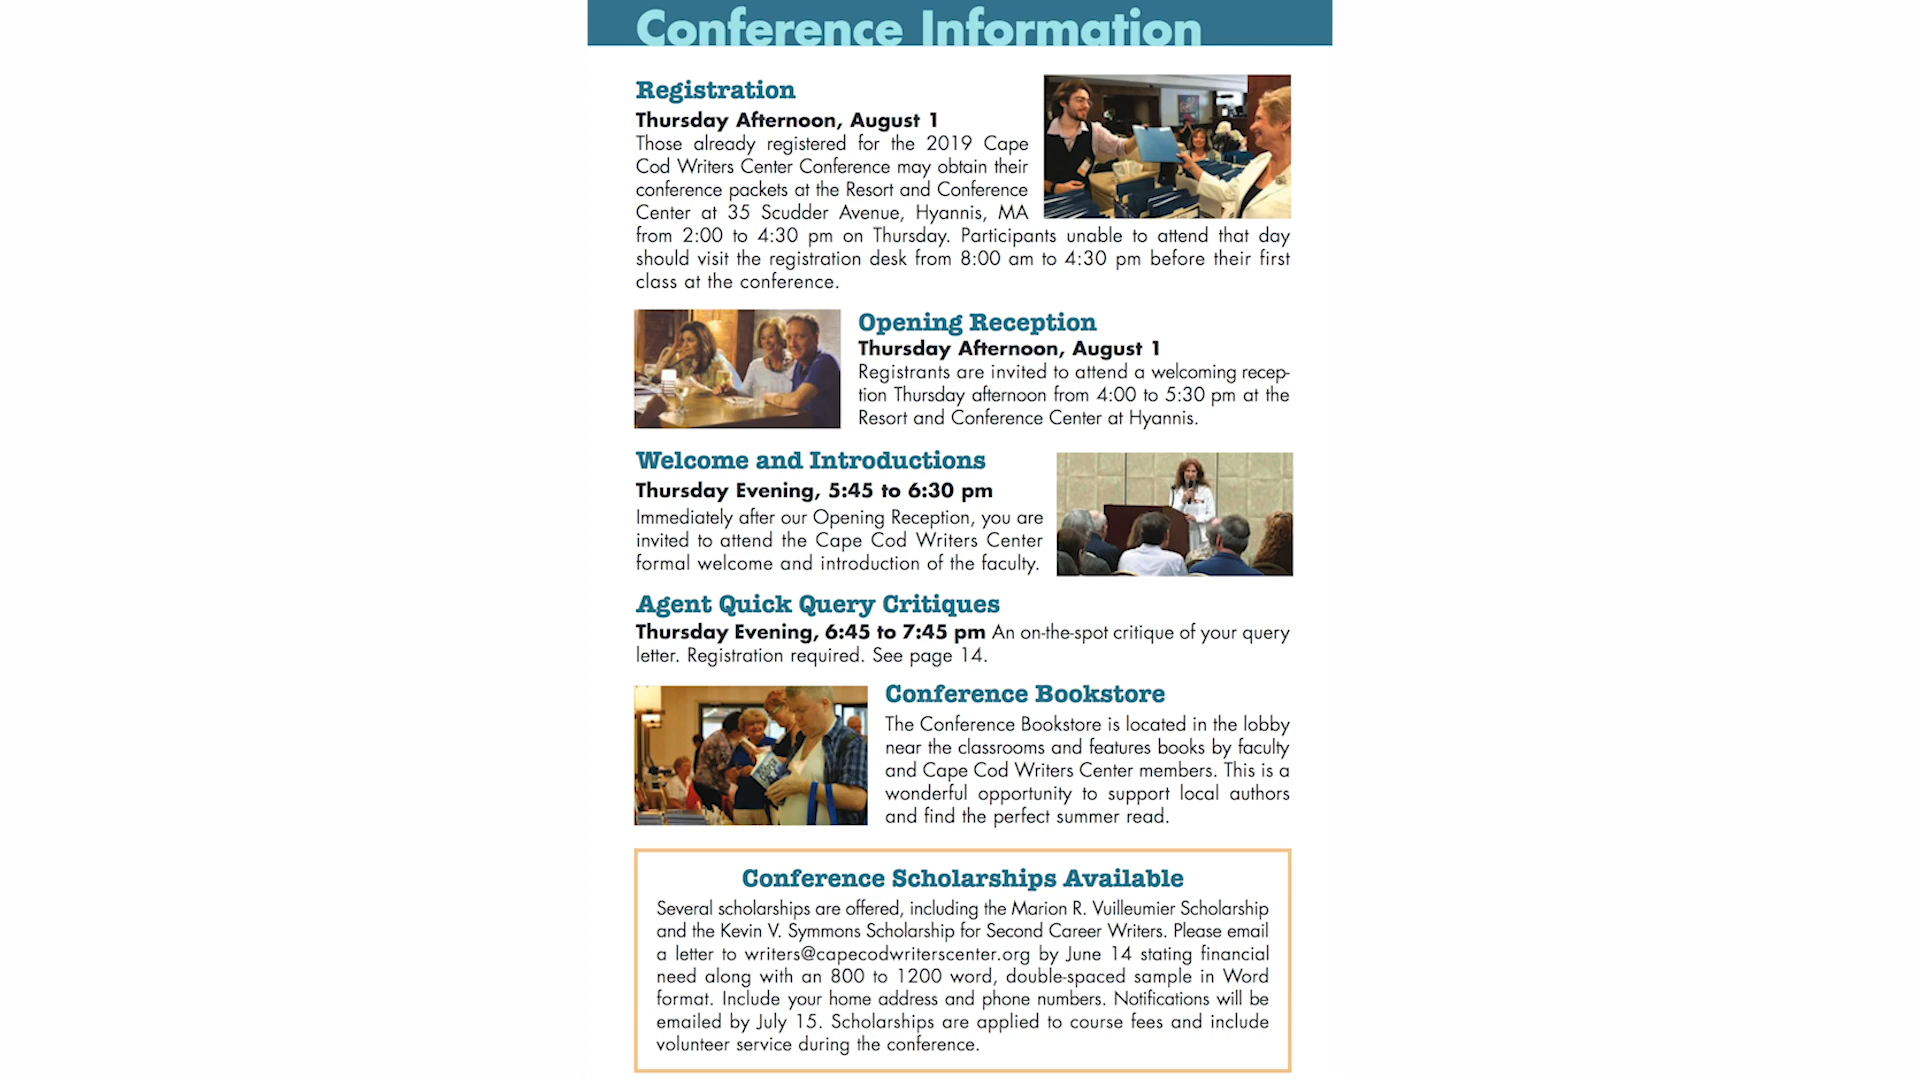 Conference Information
Registration
Thursday Afternoon, August 1
Those already registered for the 2019 Cape
Cod Writers Center Conference may obtain their
conference packets at the Resort and Conference
Center at 35 Scudder Avenue, Hyannis, MA
from 2:00 to 4:30 pm on Thursday. Participants unable to attend that day
should visit the registration desk from 8:00 am to 4:30 pm before their first
class at the conference.
Opening Reception
Thursday Afternoon, August 1
Registrants are invited to attend a welcoming recep-
tion Thursday afternoon from 4:00 to 5:30 pm at the
Resort and Conference Center at Hyannis.
Welcome and Introductions
Thursday Evening, 5:45 to 6:30 pm
Immediately after our Opening Reception, you are
invited to attend the Cape Cod Writers Center
formal welcome and introduction of the faculty.
Agent Quick Query Critiques
Thursday Evening, 6:45 to 7:45 pm An on-the-spot critique of your query
letter. Registration required. See page 14.
Conference Bookstore
The Conference Bookstore is located in the lobby
near the classrooms and features books by faculty
and Cape Cod Writers Center members. This is a
wonderful opportunity to support local authors
and find the perfect summer read.
Conference Scholarships Available
Several scholarships are offered, including the Marion R. Vuilleumier Scholarship
and the Kevin V. Symmons Scholarship for Second Career Writers. Please email
a letter to writers@capecodwriterscenter.org by June 14 stating financial
need along with an 800 to 1200 word, double-spaced sample in Word
format. Include your home address and phone numbers. Notifications will be
emailed by July 15. Scholarships are applied to course fees and include
volunteer service during the conference.